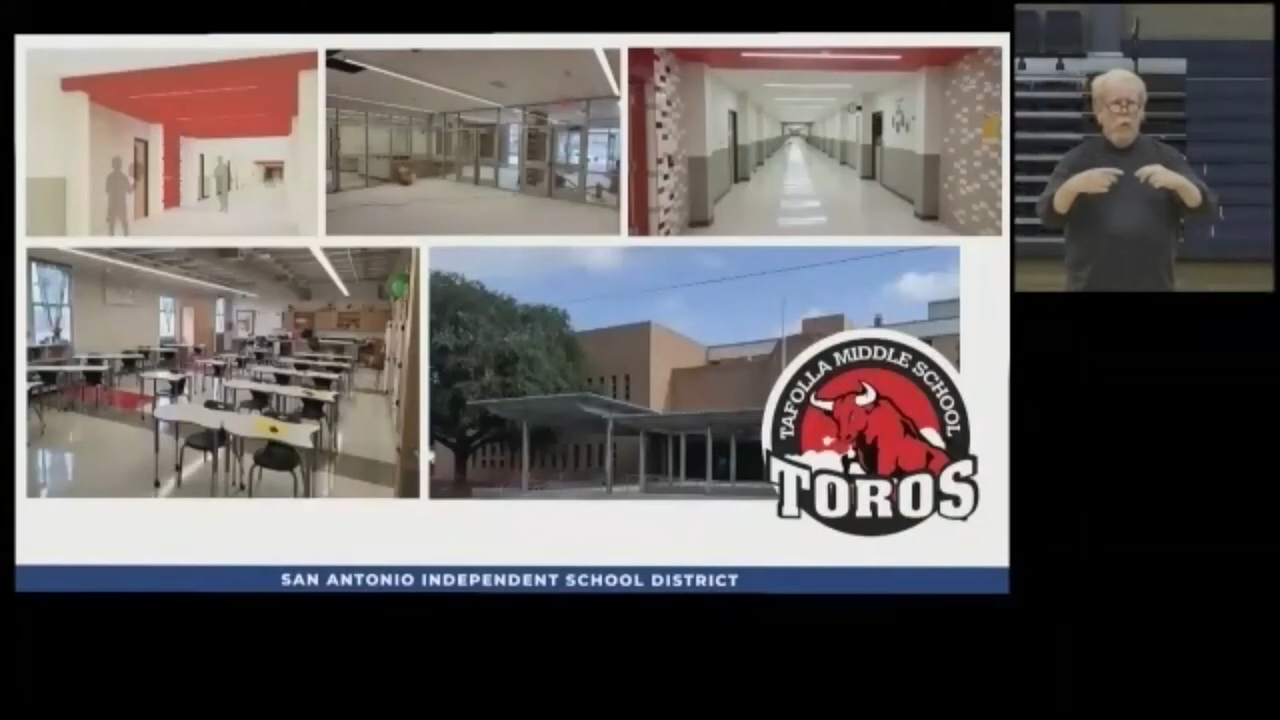 TAFOLLA MIDDLE SCHOOL
TOROS
SAN ANTONIO INDEPENDENT SCHOOL DISTRICT